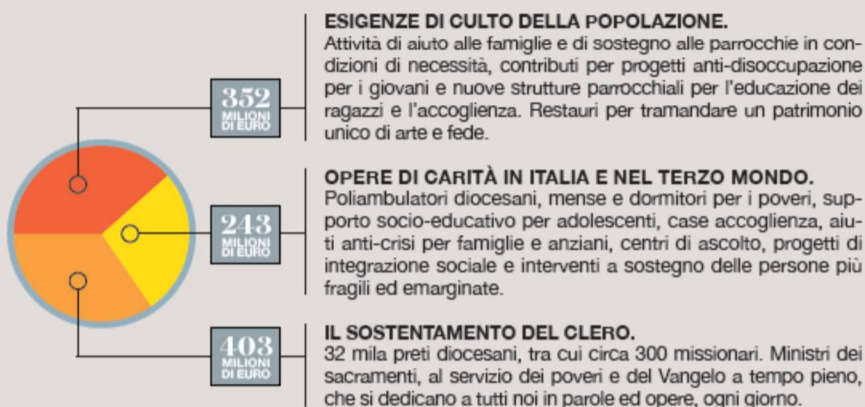 ESIGENZE DI CULTO DELLA POPOLAZIONE.
Attività di aiuto alle famiglie e di sostegno alle parrocchie in con-
dizioni di necessità, contributi per progetti anti-disoccupazione
per i giovani e nuove strutture parrocchiali per l'educazione dei
ragazzi e l'accoglienza. Restauri per tramandare un patrimonio
unico di arte e fede.
352
MILIONI
DI EURO
OPERE DI CARITÀ IN ITALIA E NEL TERZO MONDO.
Poliambulatori diocesani, mense e dormitori per i poveri, sup-
porto socio-educativo per adolescenti, case accoglienza, aiu-
ti anti-crisi per famiglie e anziani, centri di ascolto, progetti di
integrazione sociale e interventi a sostegno delle persone più
fragili ed emarginate.
243
MILIONI
DI EURO
IL SOSTENTAMENTO DEL CLERO.
32 mila preti diocesani, tra cui circa 300 missionari. Ministri dei
sacramenti, al servizio dei poveri e del Vangelo a tempo pieno,
che si dedicano a tutti noi in parole ed opere, ogni giorno.
403
MILIONI
DI EURO